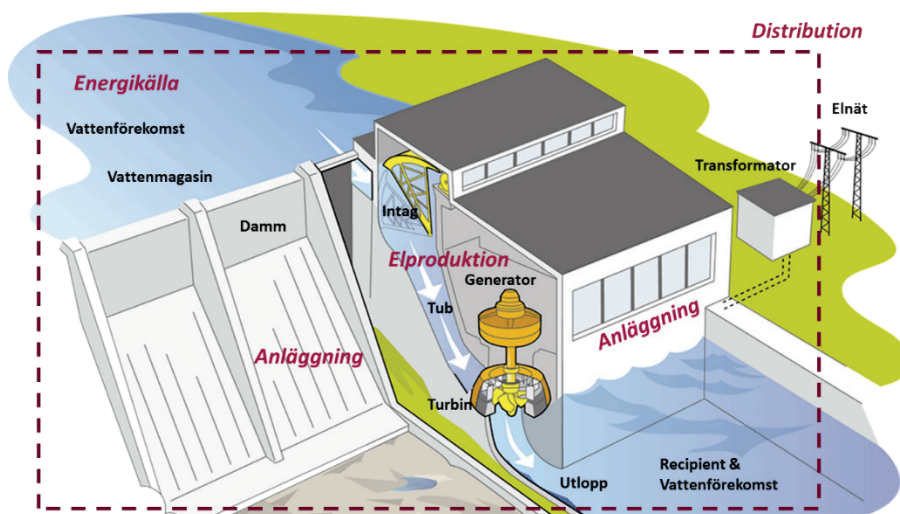 Distribution
Energikälla
Elnät
Vattenförekomst
Transformator
Vattenmagasin
Intag
Damm
Elproduktion
Generator
Tub
Anläggning
Anläggning
Turbin
Recipient &
Vattenförekomst
Utlopp